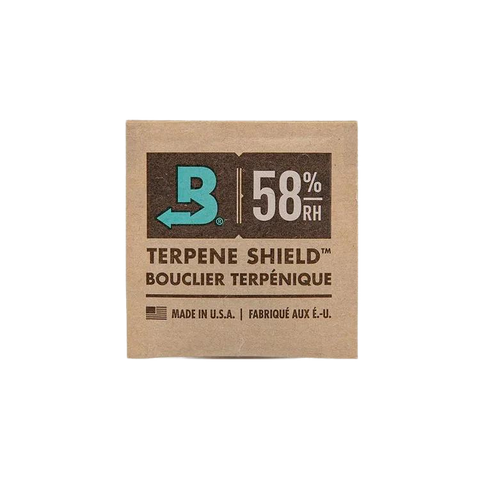 B® 58% RH
TERPENE SHIELD™
BOUCLIER TERPÉNIQUE
MADE IN U.S.A. | FABRIQUÉ AUX É.-U.